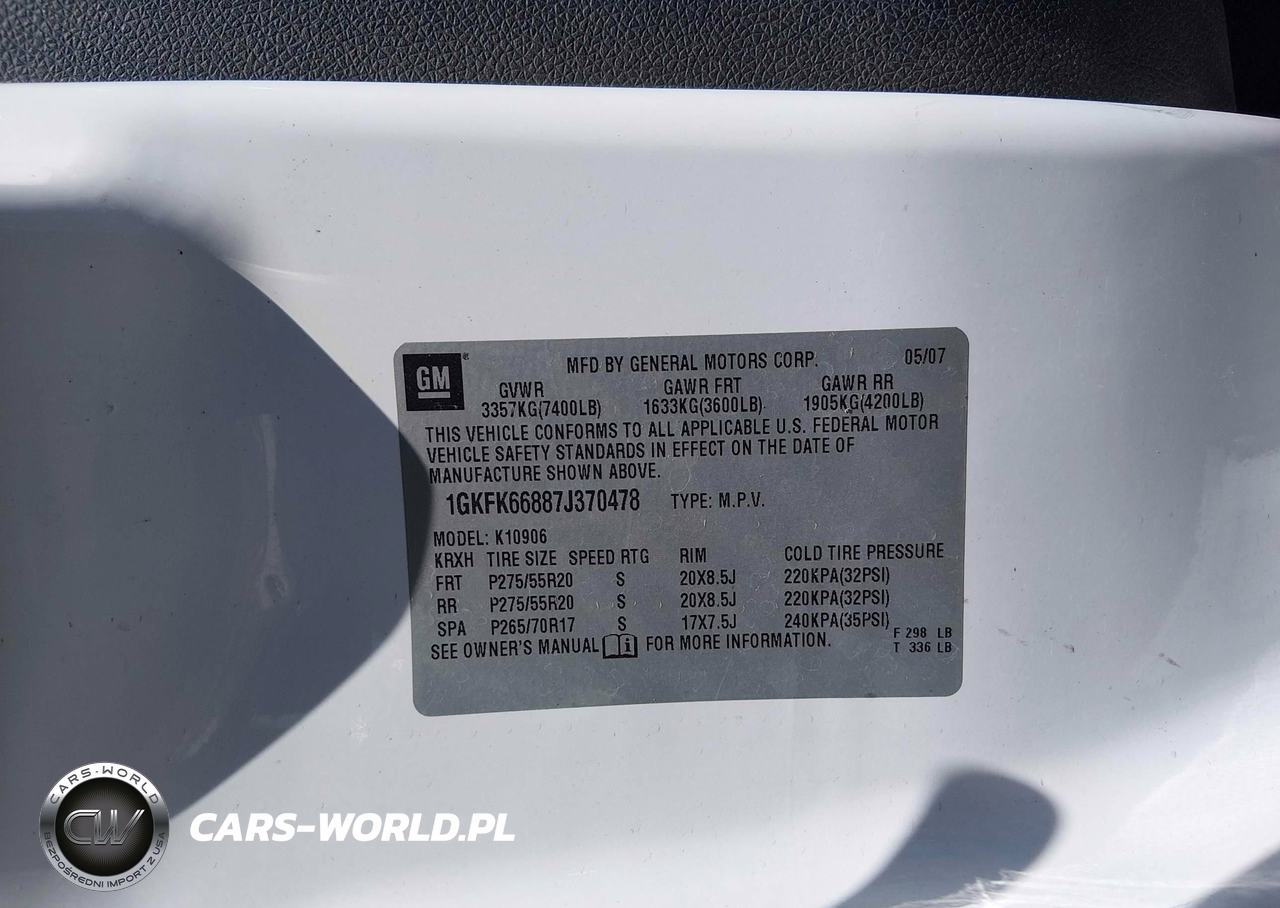 GM
MFD BY GENERAL MOTORS CORP. 05/07
GVWR GAWR FRT GAWR RR
3357KG(7400LB) 1633KG(3600LB) 1905KG(4200LB)
THIS VEHICLE CONFORMS TO ALL APPLICABLE U.S. FEDERAL MOTOR
VEHICLE SAFETY STANDARDS IN EFFECT ON THE DATE OF
MANUFACTURE SHOWN ABOVE.
1GKFK66887J370478 TYPE: M.P.V.
MODEL: K10906
KRXH TIRE SIZE SPEED RTG RIM COLD TIRE PRESSURE
FRT P275/55R20 S 20X8.5J 220KPA(32PSI)
RR P275/55R20 S 20X8.5J 220KPA(32PSI)
SPA P265/70R17 S 17X7.5J 240KPA(35PSI)
F 298 LB
SEE OWNER'S MANUAL FOR MORE INFORMATION.
T 336 LB
CARS-WORLD
CW
BEZPOŚREDNI IMPORT Z USA
CARS-WORLD.PL